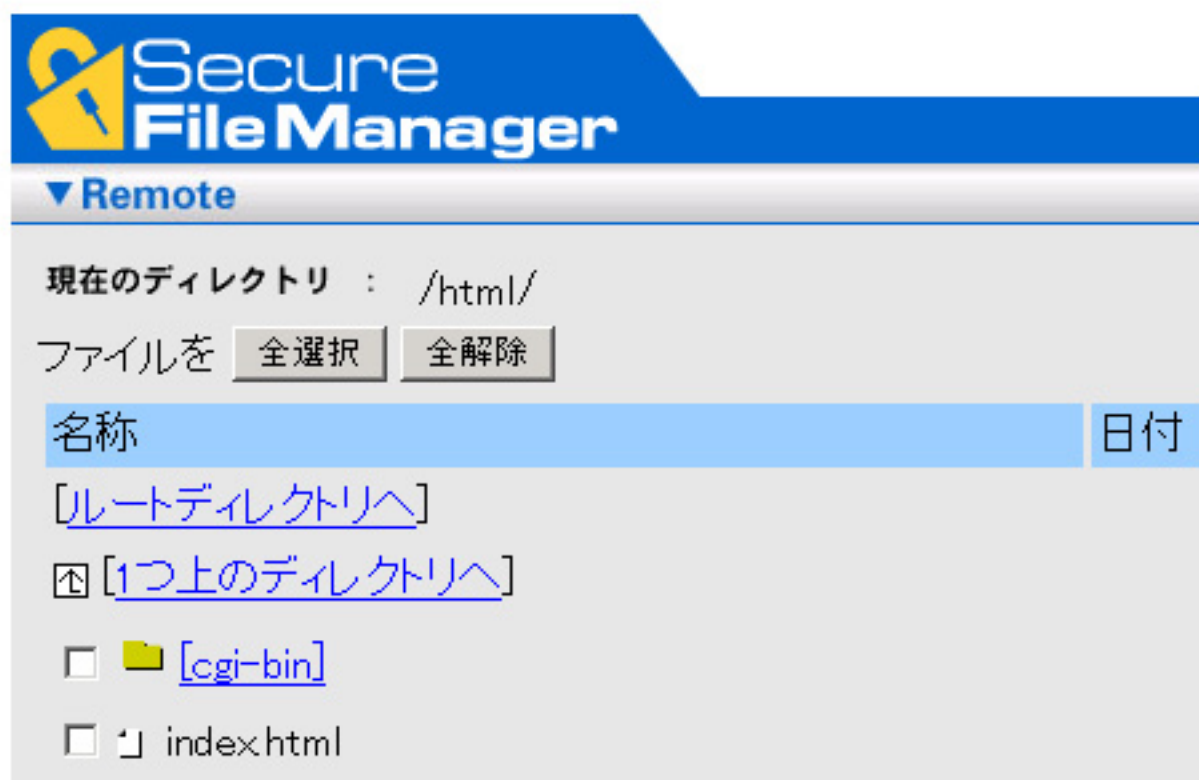 Secure
FileManager
▼Remote
現在のディレクトリ : /html/
ファイルを 全選択 全解除
名称 日付
[ルートディレクトリへ]
[1つ上のディレクトリへ]
[cgi-bin]
index.html